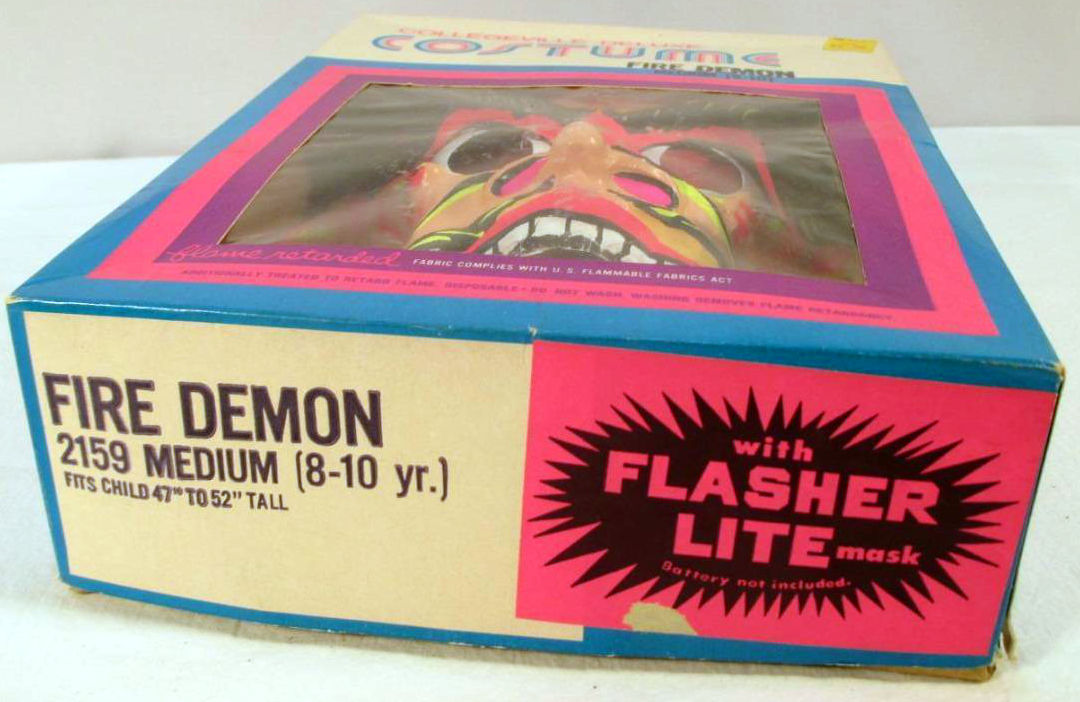 COLLEGEVILLE DELUXE
COSTUME
FIRE DEMON
flame retarded FABRIC COMPLIES WITH U.S. FLAMMABLE FABRICS ACT
ADDITIONALLY TREATED TO RETARD FLAME. DISPOSABLE - DO NOT WASH. WASHING REMOVES FLAME RETARDANCY.
FIRE DEMON
2159 MEDIUM (8-10 yr.)
FITS CHILD 47" TO 52" TALL
with
FLASHER
LITE mask
Battery not included.